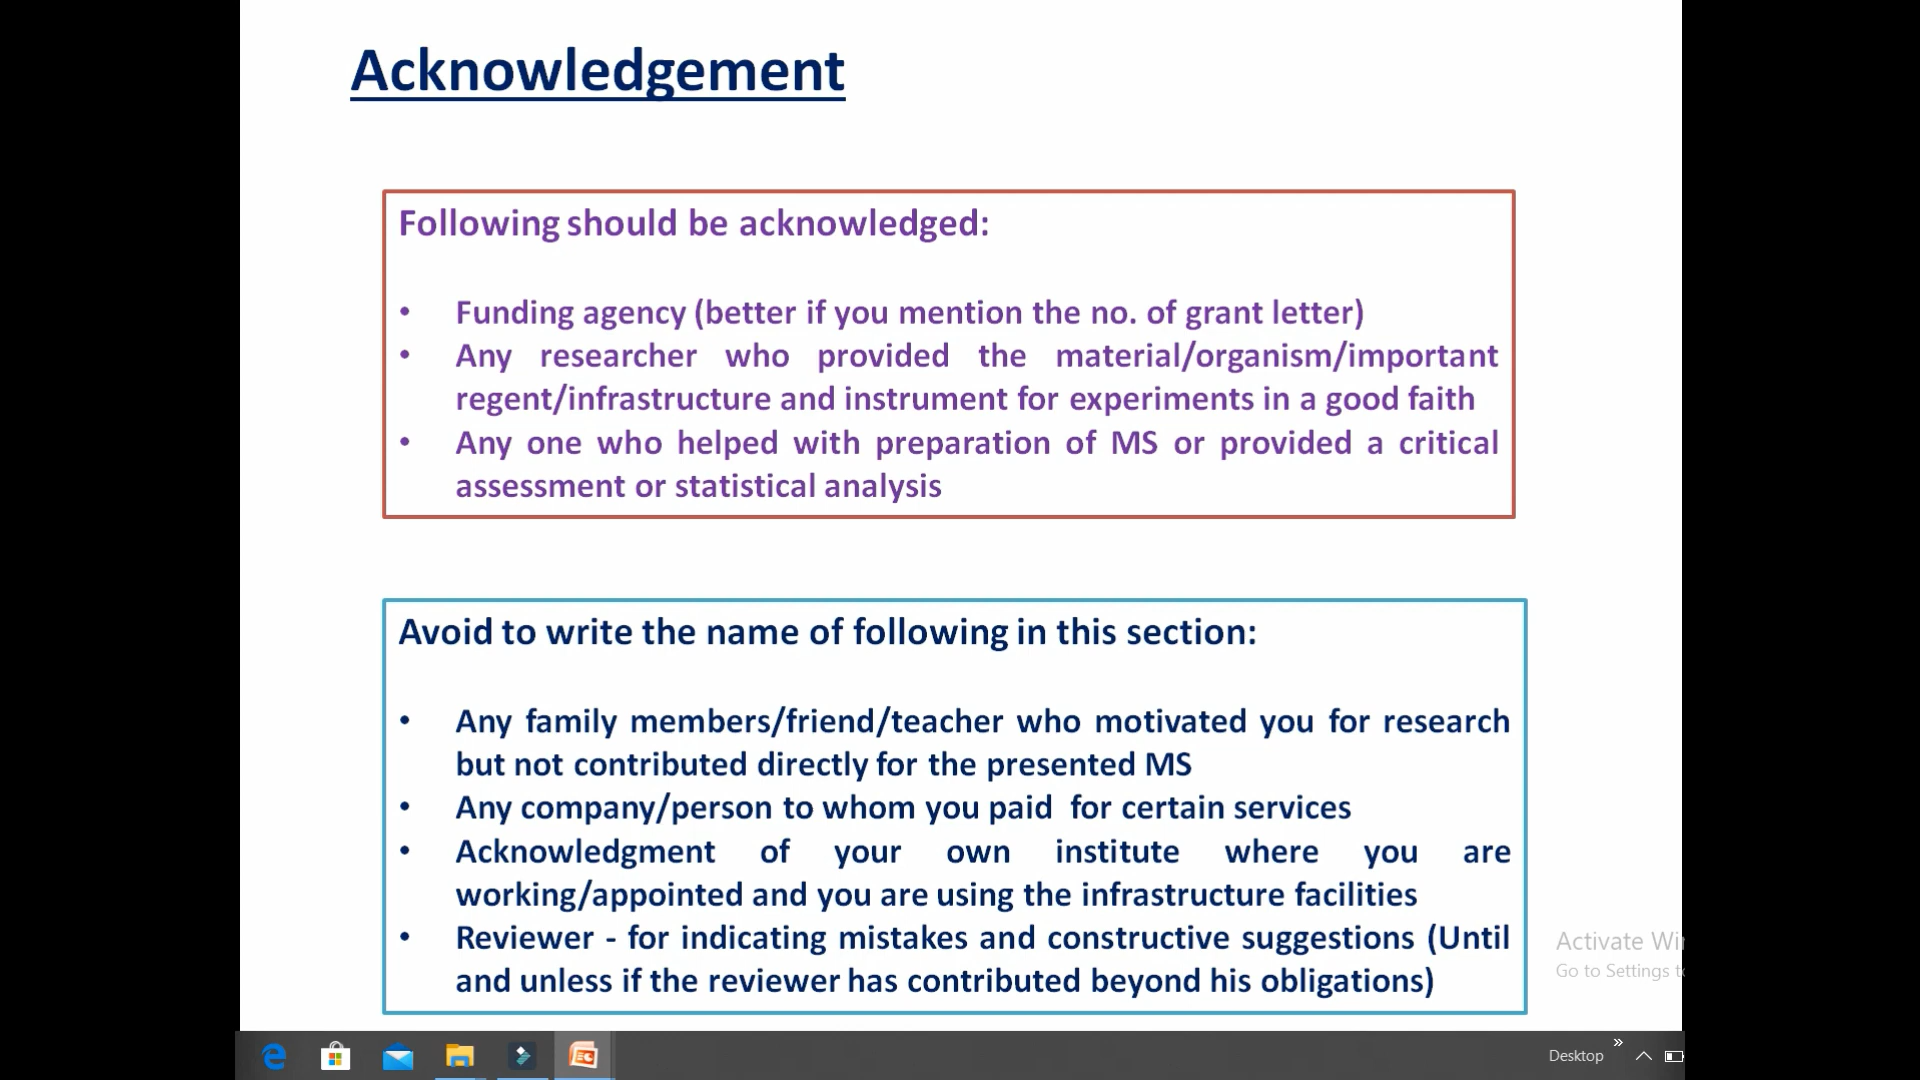 Acknowledgement
Following should be acknowledged:
• Funding agency (better if you mention the no. of grant letter)
• Any researcher who provided the material/organism/important
regent/infrastructure and instrument for experiments in a good faith
• Any one who helped with preparation of MS or provided a critical
assessment or statistical analysis
Avoid to write the name of following in this section:
• Any family members/friend/teacher who motivated you for research
but not contributed directly for the presented MS
• Any company/person to whom you paid for certain services
• Acknowledgment of your own institute where you are
working/appointed and you are using the infrastructure facilities
• Reviewer - for indicating mistakes and constructive suggestions (Until
and unless if the reviewer has contributed beyond his obligations)
Activate Wi
Go to Settings t
Desktop